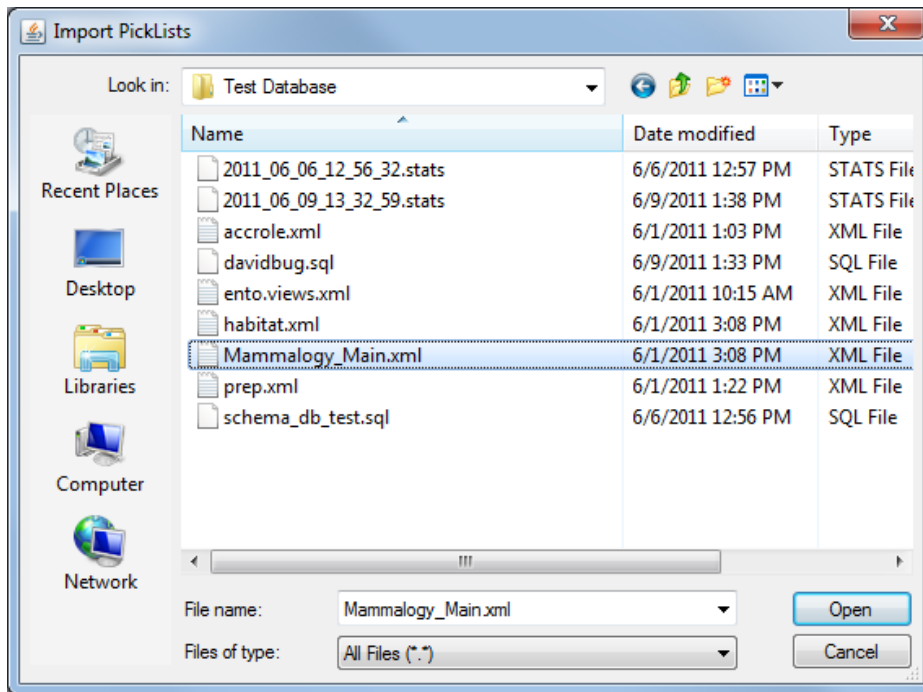 Import PickLists
Look in: Test Database
Name Date modified Type
2011_06_06_12_56_32.stats 6/6/2011 12:57 PM STATS File
2011_06_09_13_32_59.stats 6/9/2011 1:38 PM STATS File
accrole.xml 6/1/2011 1:03 PM XML File
davidbug.sql 6/9/2011 1:33 PM SQL File
ento.views.xml 6/1/2011 10:15 AM XML File
habitat.xml 6/1/2011 3:08 PM XML File
Mammalogy_Main.xml 6/1/2011 3:08 PM XML File
prep.xml 6/1/2011 1:22 PM XML File
schema_db_test.sql 6/6/2011 12:56 PM SQL File
Recent Places
Desktop
Libraries
Computer
Network
File name: Mammalogy_Main.xml Open
Files of type: All Files (*.*) Cancel